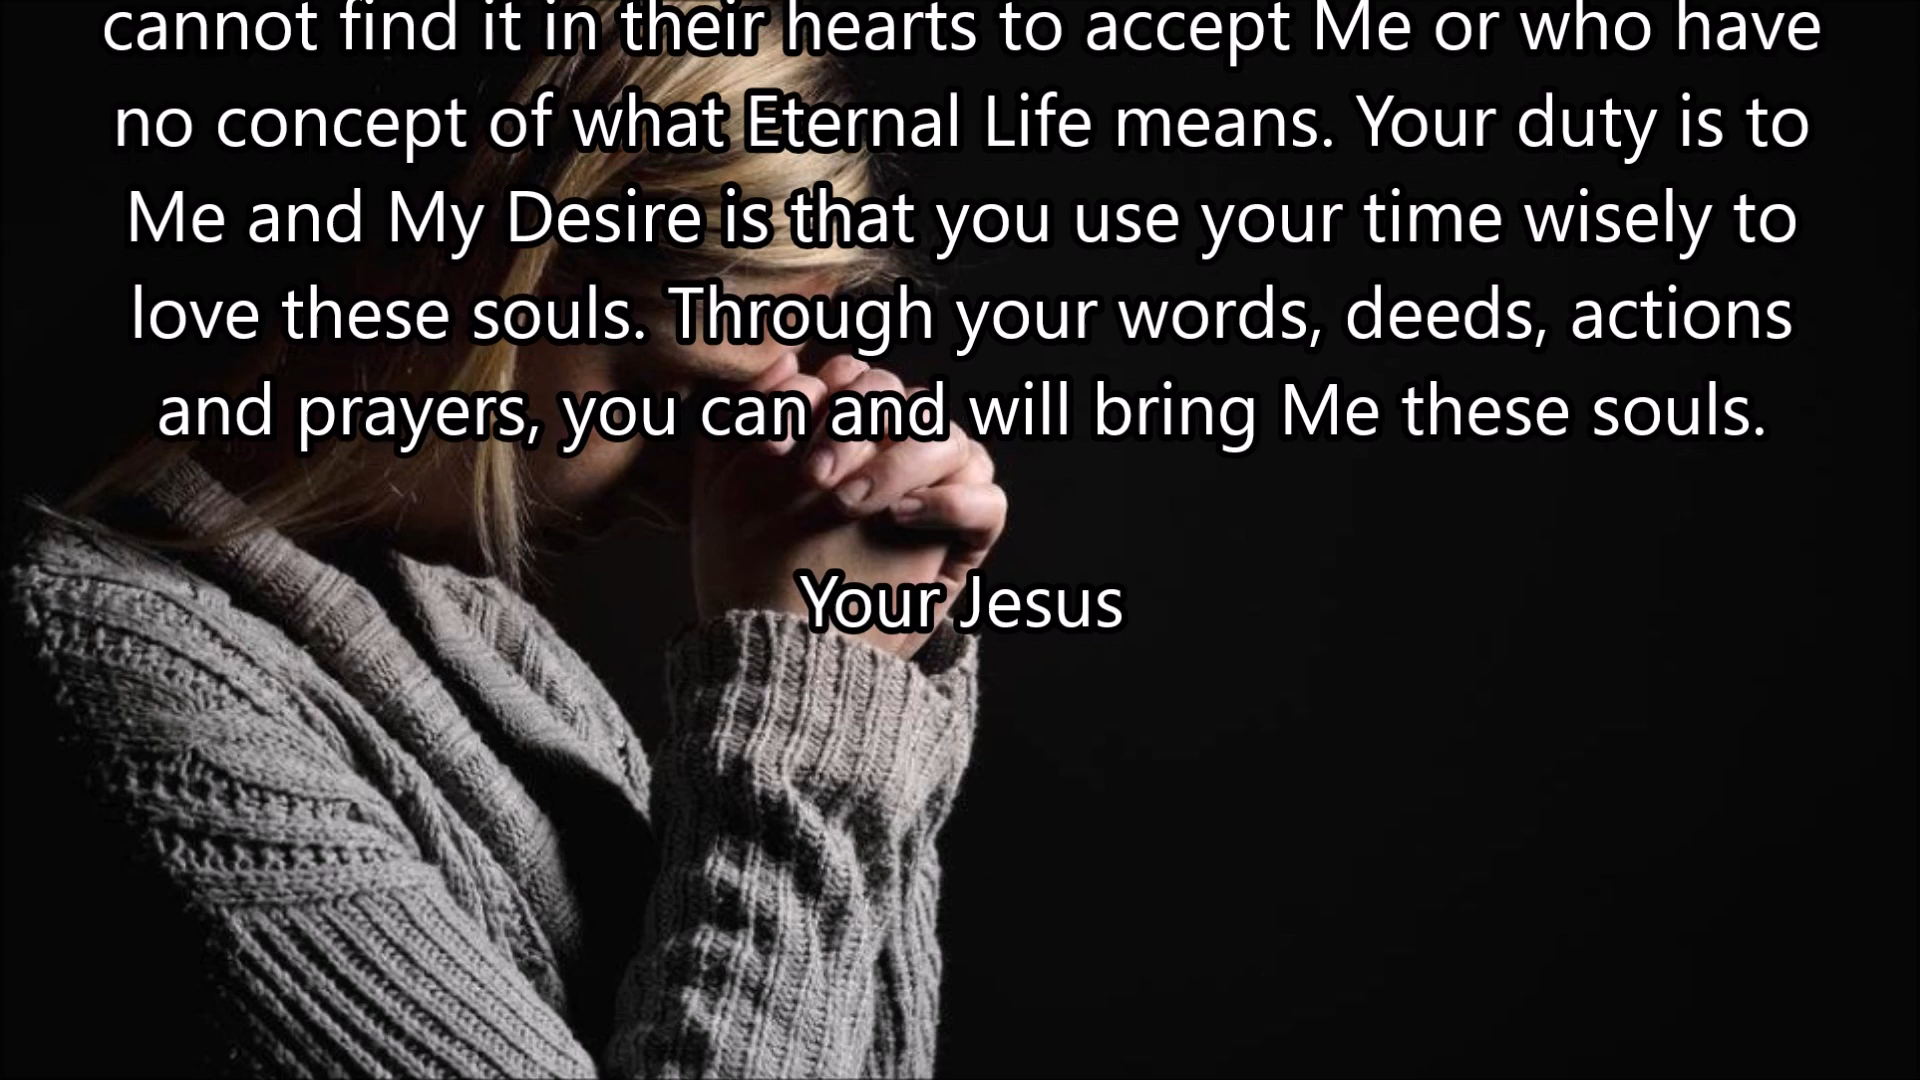 cannot find it in their hearts to accept Me or who have
no concept of what Eternal Life means. Your duty is to
Me and My Desire is that you use your time wisely to
love these souls. Through your words, deeds, actions
and prayers, you can and will bring Me these souls.
Your Jesus